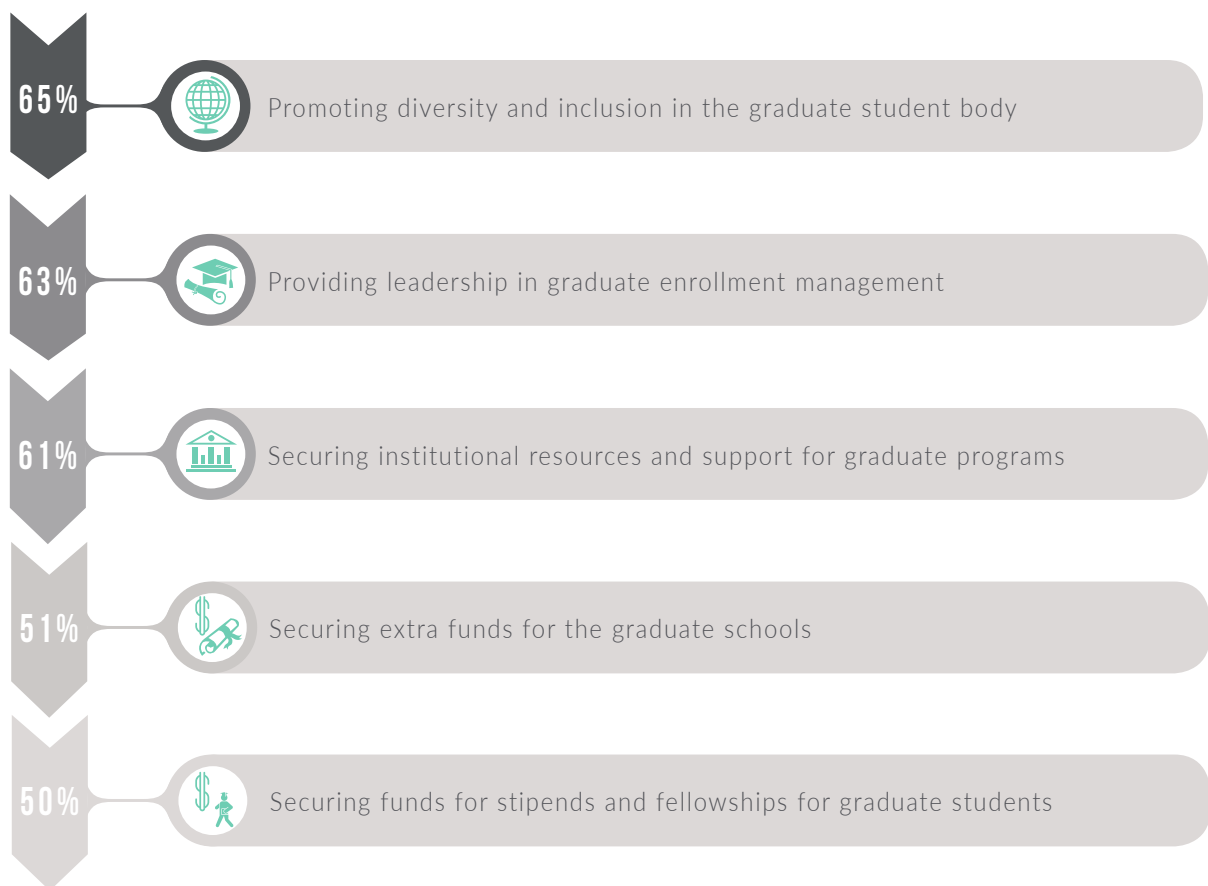 65%
Promoting diversity and inclusion in the graduate student body
63%
Providing leadership in graduate enrollment management
61%
Securing institutional resources and support for graduate programs
51%
Securing extra funds for the graduate schools
50%
Securing funds for stipends and fellowships for graduate students